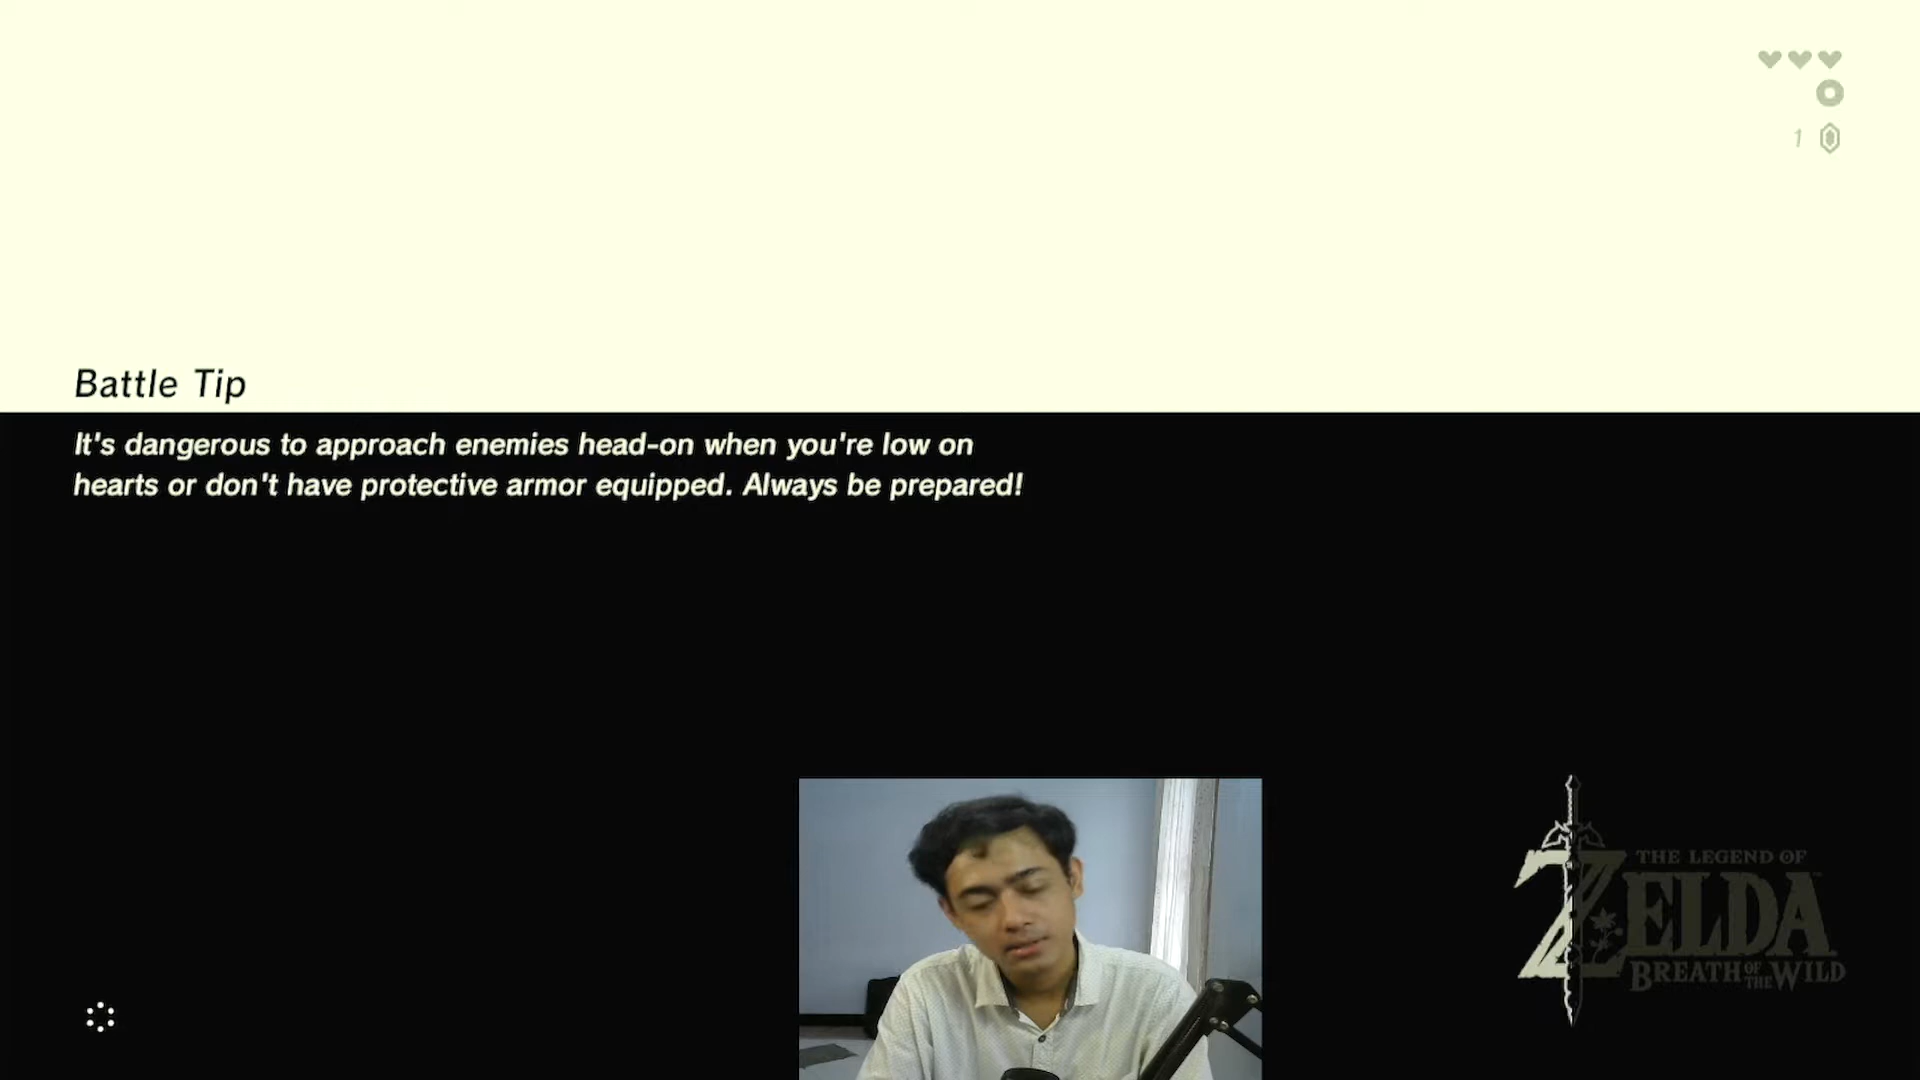 1
Battle Tip
It's dangerous to approach enemies head-on when you're low on
hearts or don't have protective armor equipped. Always be prepared!
THE LEGEND OF
ZELDA
BREATH OF THE WILD